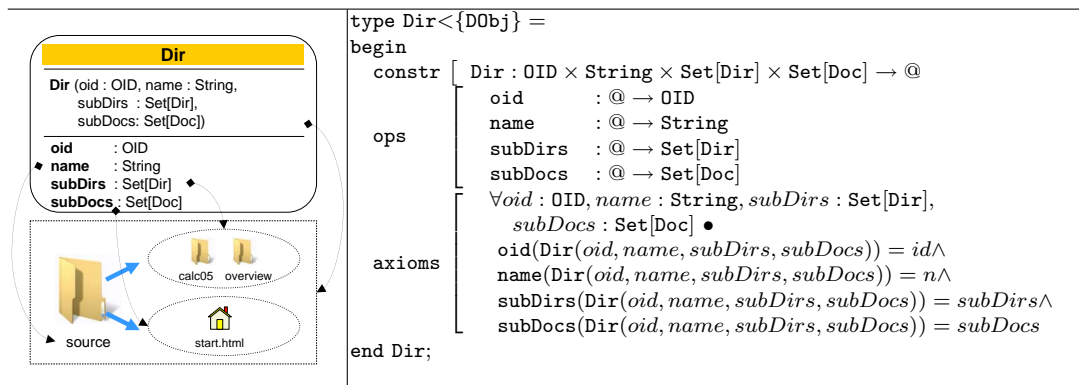 Dir
Dir (oid : OID, name : String,
subDirs : Set[Dir],
subDocs: Set[Doc])
oid : OID
name : String
subDirs : Set[Dir]
subDocs : Set[Doc]
calc05 overview
source
start.html
type Dir<{DObj} =
begin
constr [ Dir : OID × String × Set[Dir] × Set[Doc] → @
oid : @ → OID
name : @ → String
ops
subDirs : @ → Set[Dir]
subDocs : @ → Set[Doc]
∀oid : OID, name : String, subDirs : Set[Dir],
subDocs : Set[Doc] •
oid(Dir(oid, name, subDirs, subDocs)) = id∧
axioms
name(Dir(oid, name, subDirs, subDocs)) = n∧
subDirs(Dir(oid, name, subDirs, subDocs)) = subDirs∧
subDocs(Dir(oid, name, subDirs, subDocs)) = subDocs
end Dir;